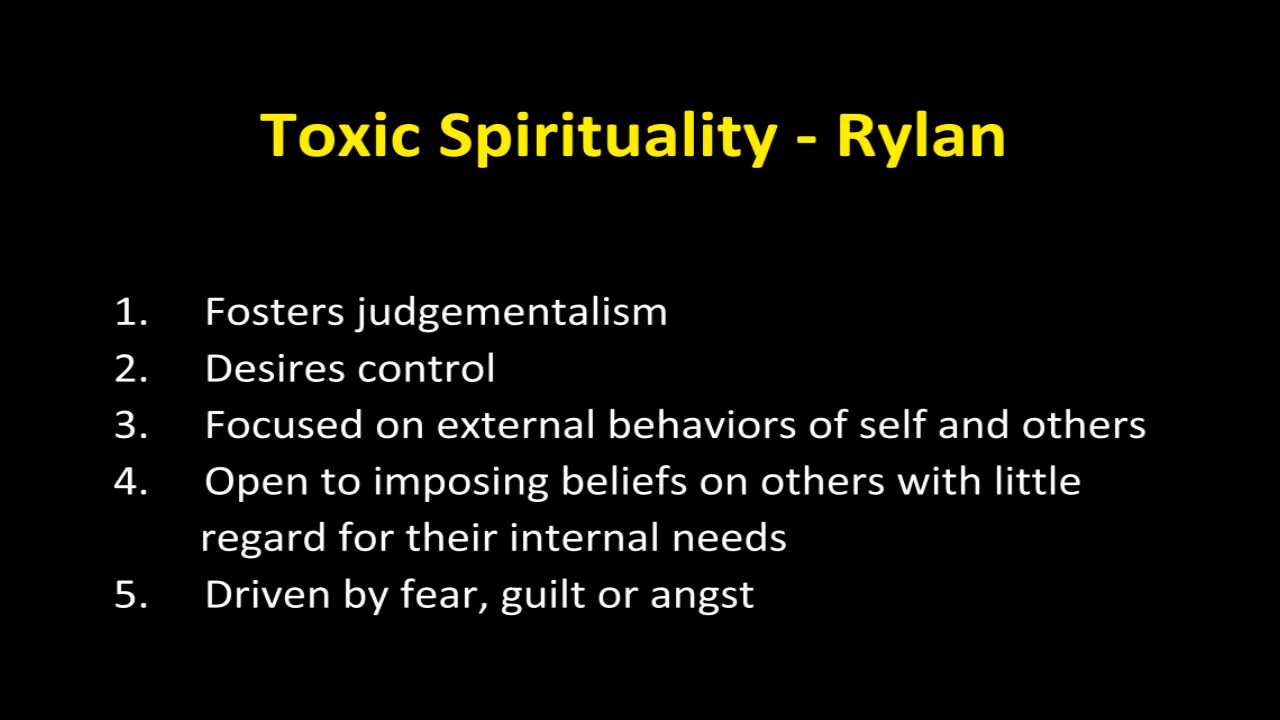 Toxic Spirituality - Rylan
1. Fosters judgementalism
2. Desires control
3. Focused on external behaviors of self and others
4. Open to imposing beliefs on others with little
regard for their internal needs
5. Driven by fear, guilt or angst